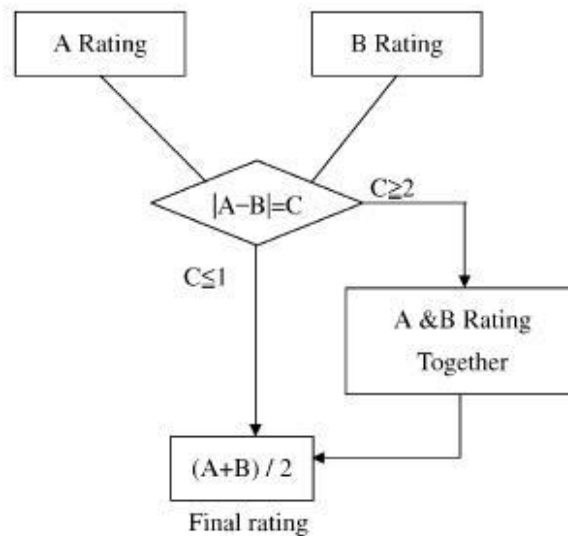 A Rating
B Rating
|A−B|=C
C≧2
C≦1
A &B Rating
Together
(A+B) / 2
Final rating